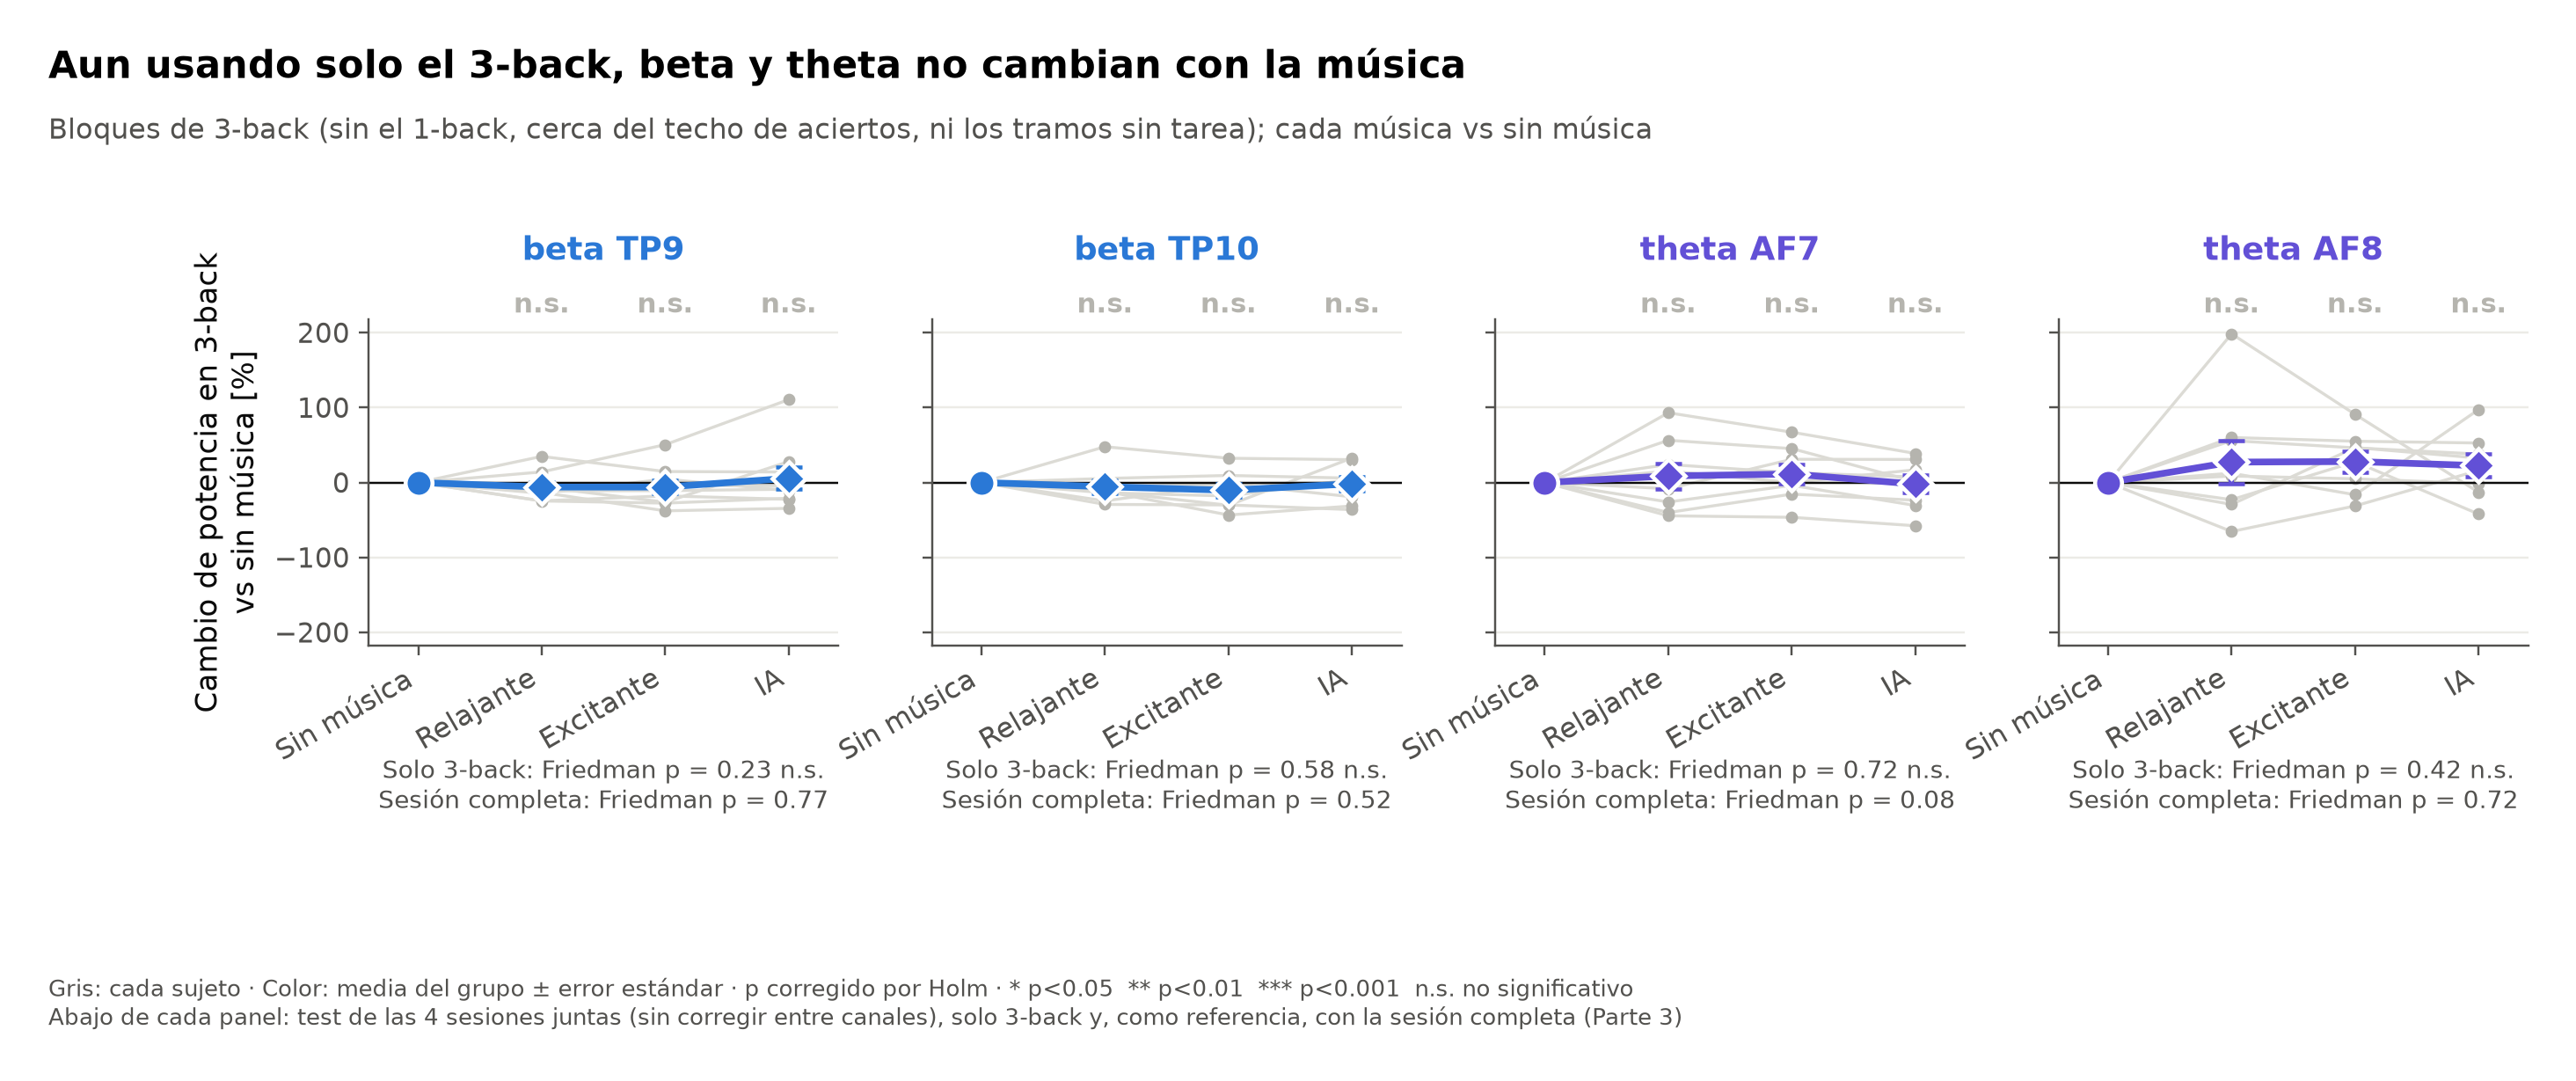 Aun usando solo el 3-back, beta y theta no cambian con la música
Bloques de 3-back (sin el 1-back, cerca del techo de aciertos, ni los tramos sin tarea); cada música vs sin música
Cambio de potencia en 3-back
vs sin música [%]
beta TP9
n.s. n.s. n.s.
200
100
0
−100
−200
Sin música Relajante Excitante IA
Solo 3-back: Friedman p = 0.23 n.s.
Sesión completa: Friedman p = 0.77
beta TP10
n.s. n.s. n.s.
Sin música Relajante Excitante IA
Solo 3-back: Friedman p = 0.58 n.s.
Sesión completa: Friedman p = 0.52
theta AF7
n.s. n.s. n.s.
Sin música Relajante Excitante IA
Solo 3-back: Friedman p = 0.72 n.s.
Sesión completa: Friedman p = 0.08
theta AF8
n.s. n.s. n.s.
Sin música Relajante Excitante IA
Solo 3-back: Friedman p = 0.42 n.s.
Sesión completa: Friedman p = 0.72
Gris: cada sujeto · Color: media del grupo ± error estándar · p corregido por Holm · * p<0.05 ** p<0.01 *** p<0.001 n.s. no significativo
Abajo de cada panel: test de las 4 sesiones juntas (sin corregir entre canales), solo 3-back y, como referencia, con la sesión completa (Parte 3)